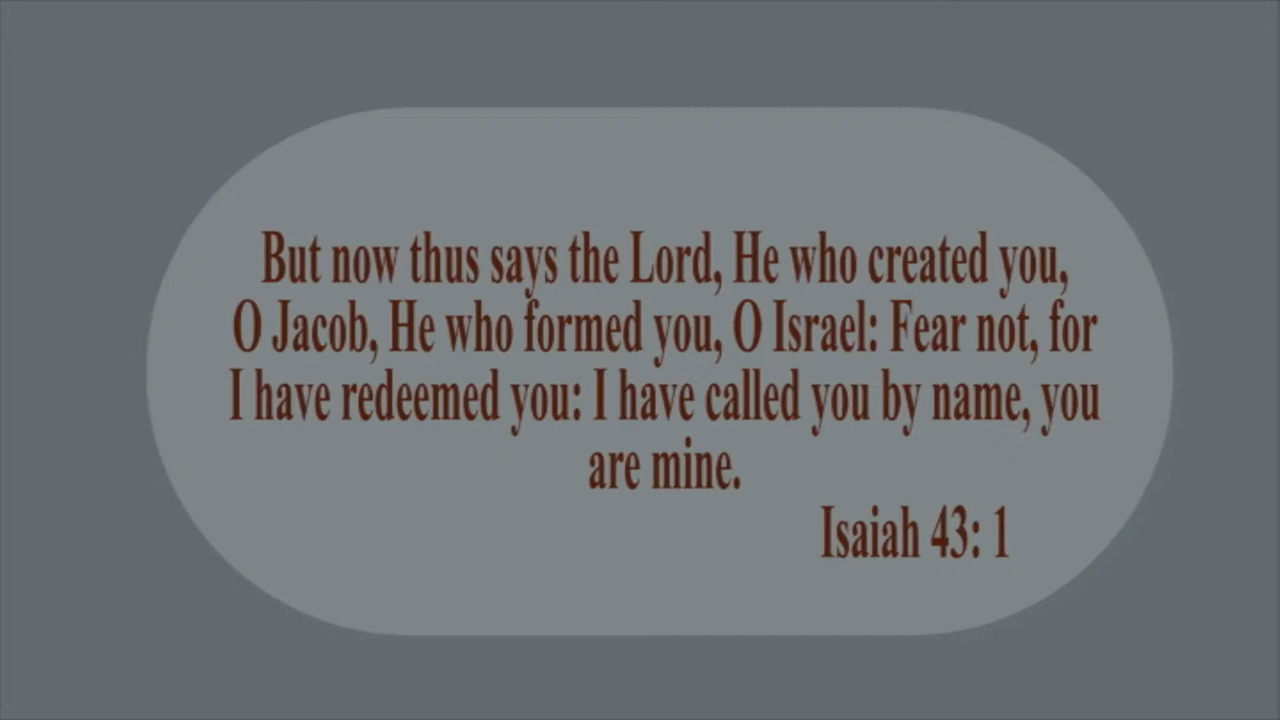 But now thus says the Lord, He who created you,
O Jacob, He who formed you, O Israel: Fear not, for
I have redeemed you: I have called you by name, you
are mine.
Isaiah 43: 1